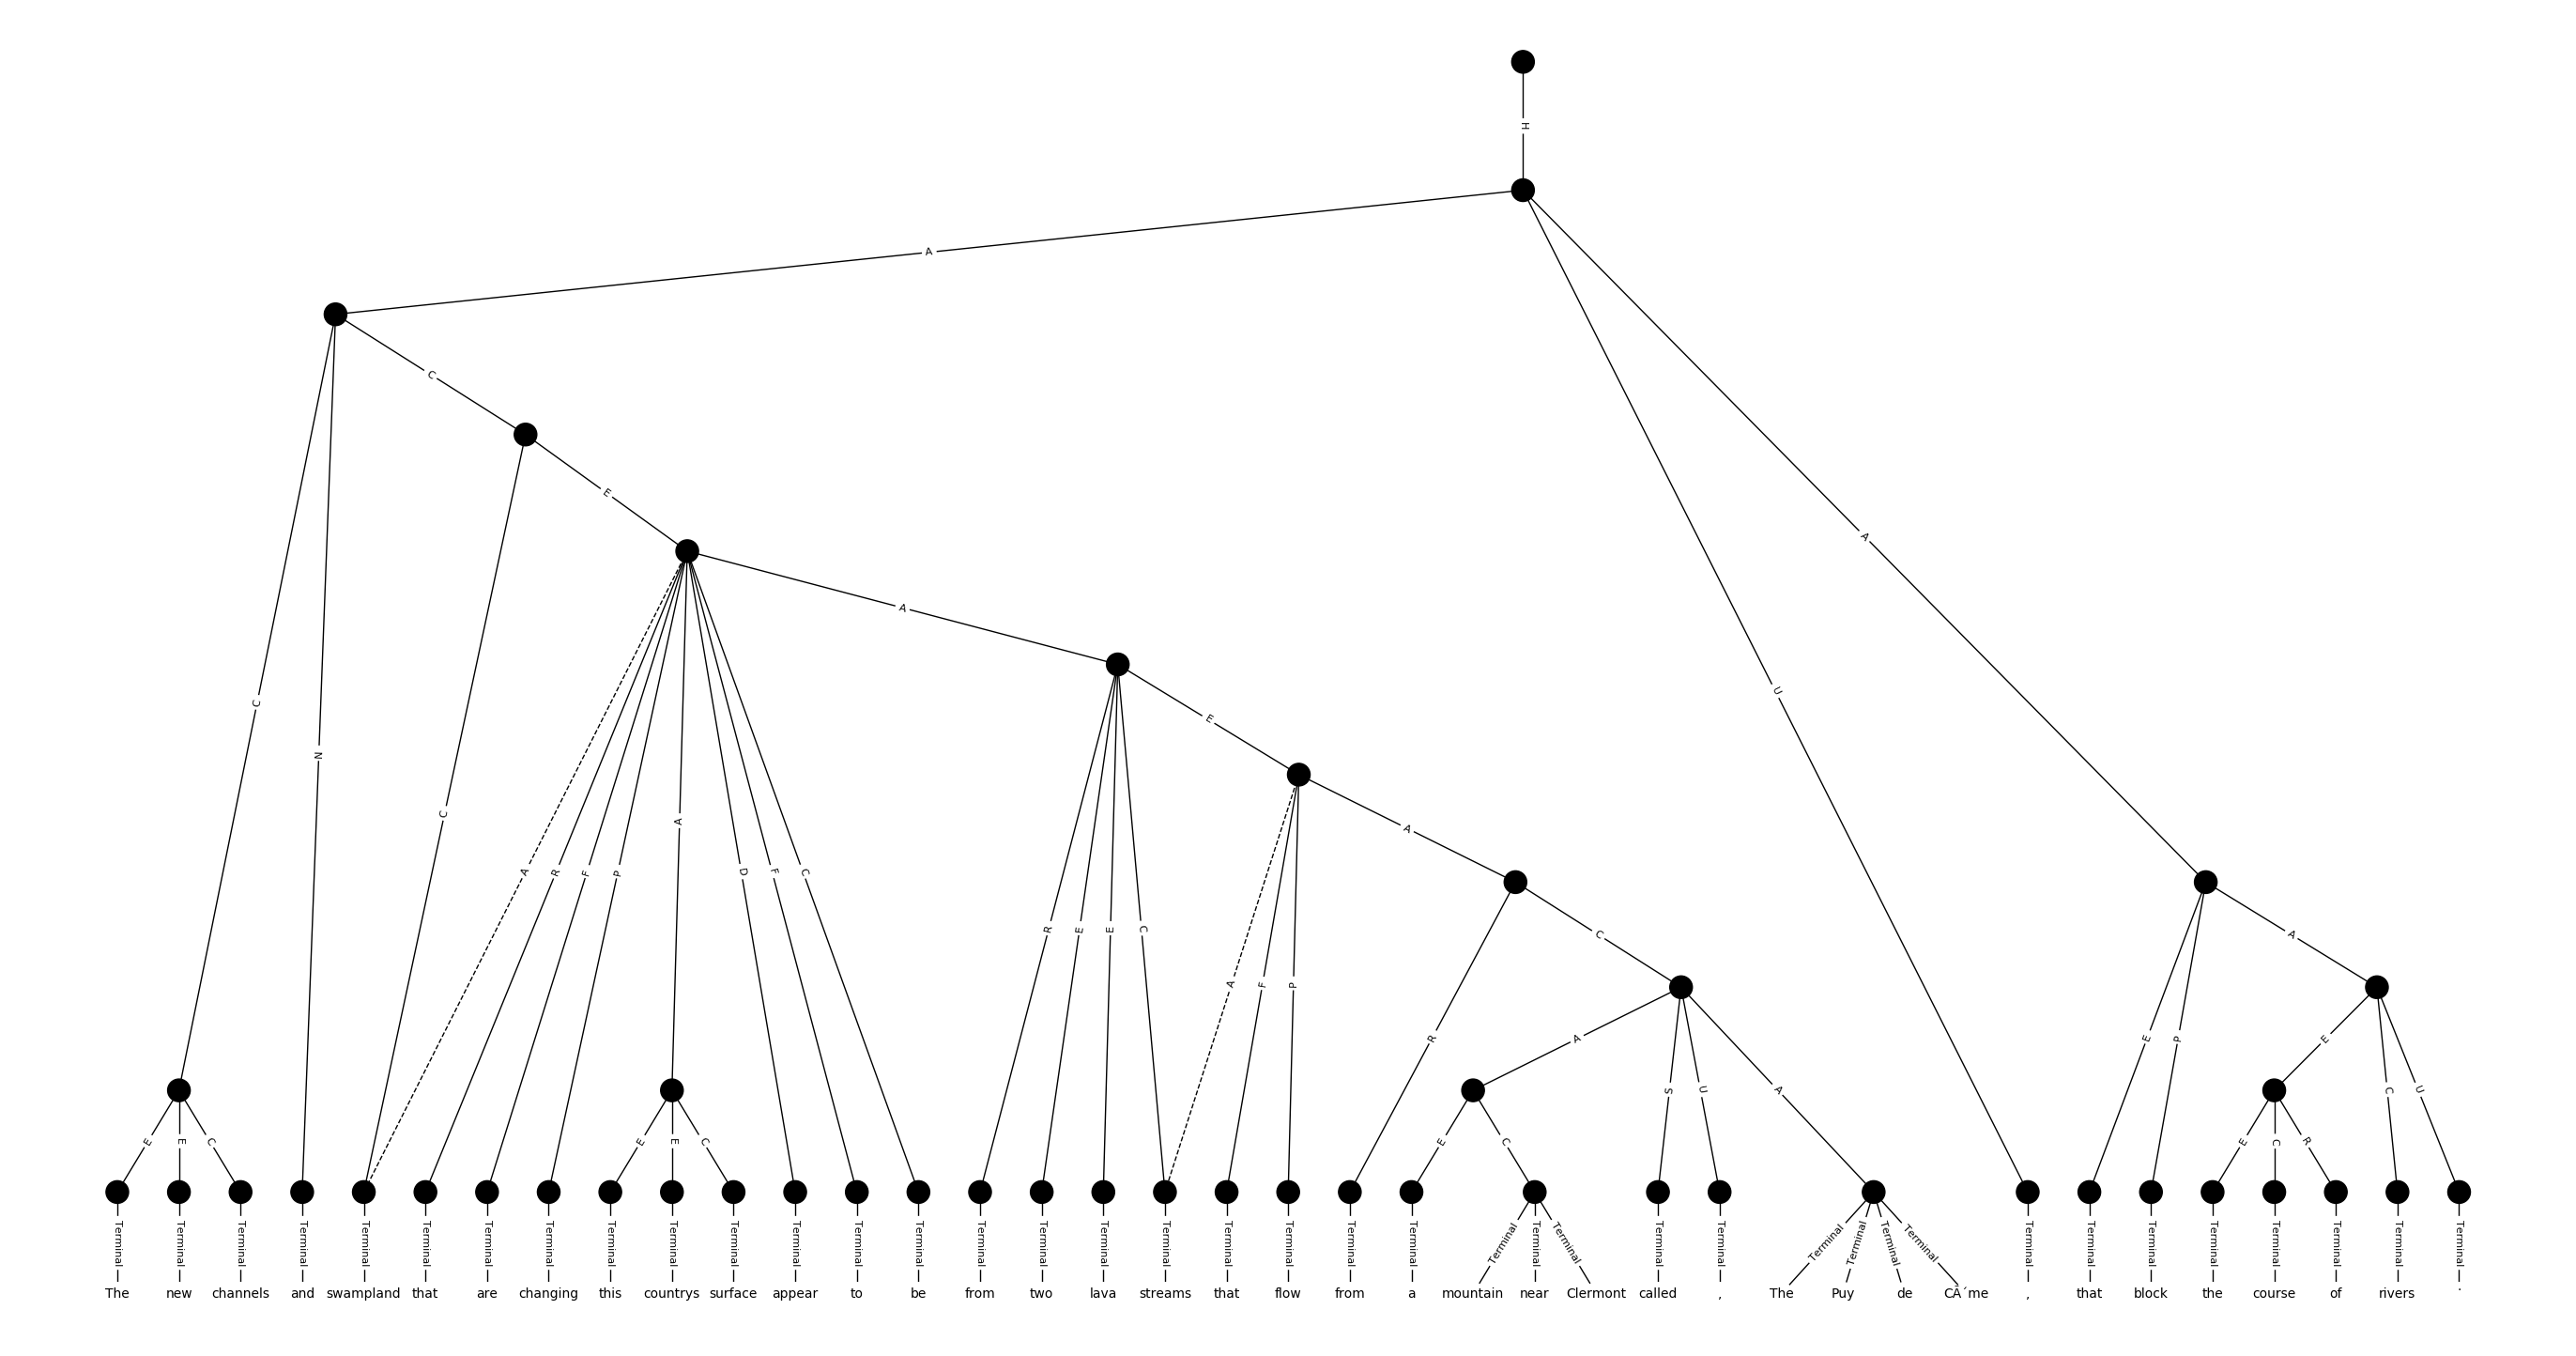 H
A
C
E
A
E
A
U
A
C
N
C
A
R
F
P
A
D
F
C
R
E
E
C
A
F
P
R
C
A
S
U
A
E
P
A
E
C
U
E
E
C
E
E
C
E
C
E
C
R
Terminal Terminal Terminal Terminal Terminal Terminal Terminal Terminal Terminal Terminal Terminal Terminal Terminal Terminal Terminal Terminal Terminal Terminal Terminal Terminal Terminal Terminal Terminal Terminal Terminal Terminal Terminal Terminal Terminal Terminal Terminal Terminal Terminal Terminal Terminal Terminal Terminal Terminal Terminal
The new channels and swampland that are changing this countrys surface appear to be from two lava streams that flow from a mountain near Clermont called , The Puy de CÃ´me , that block the course of rivers .